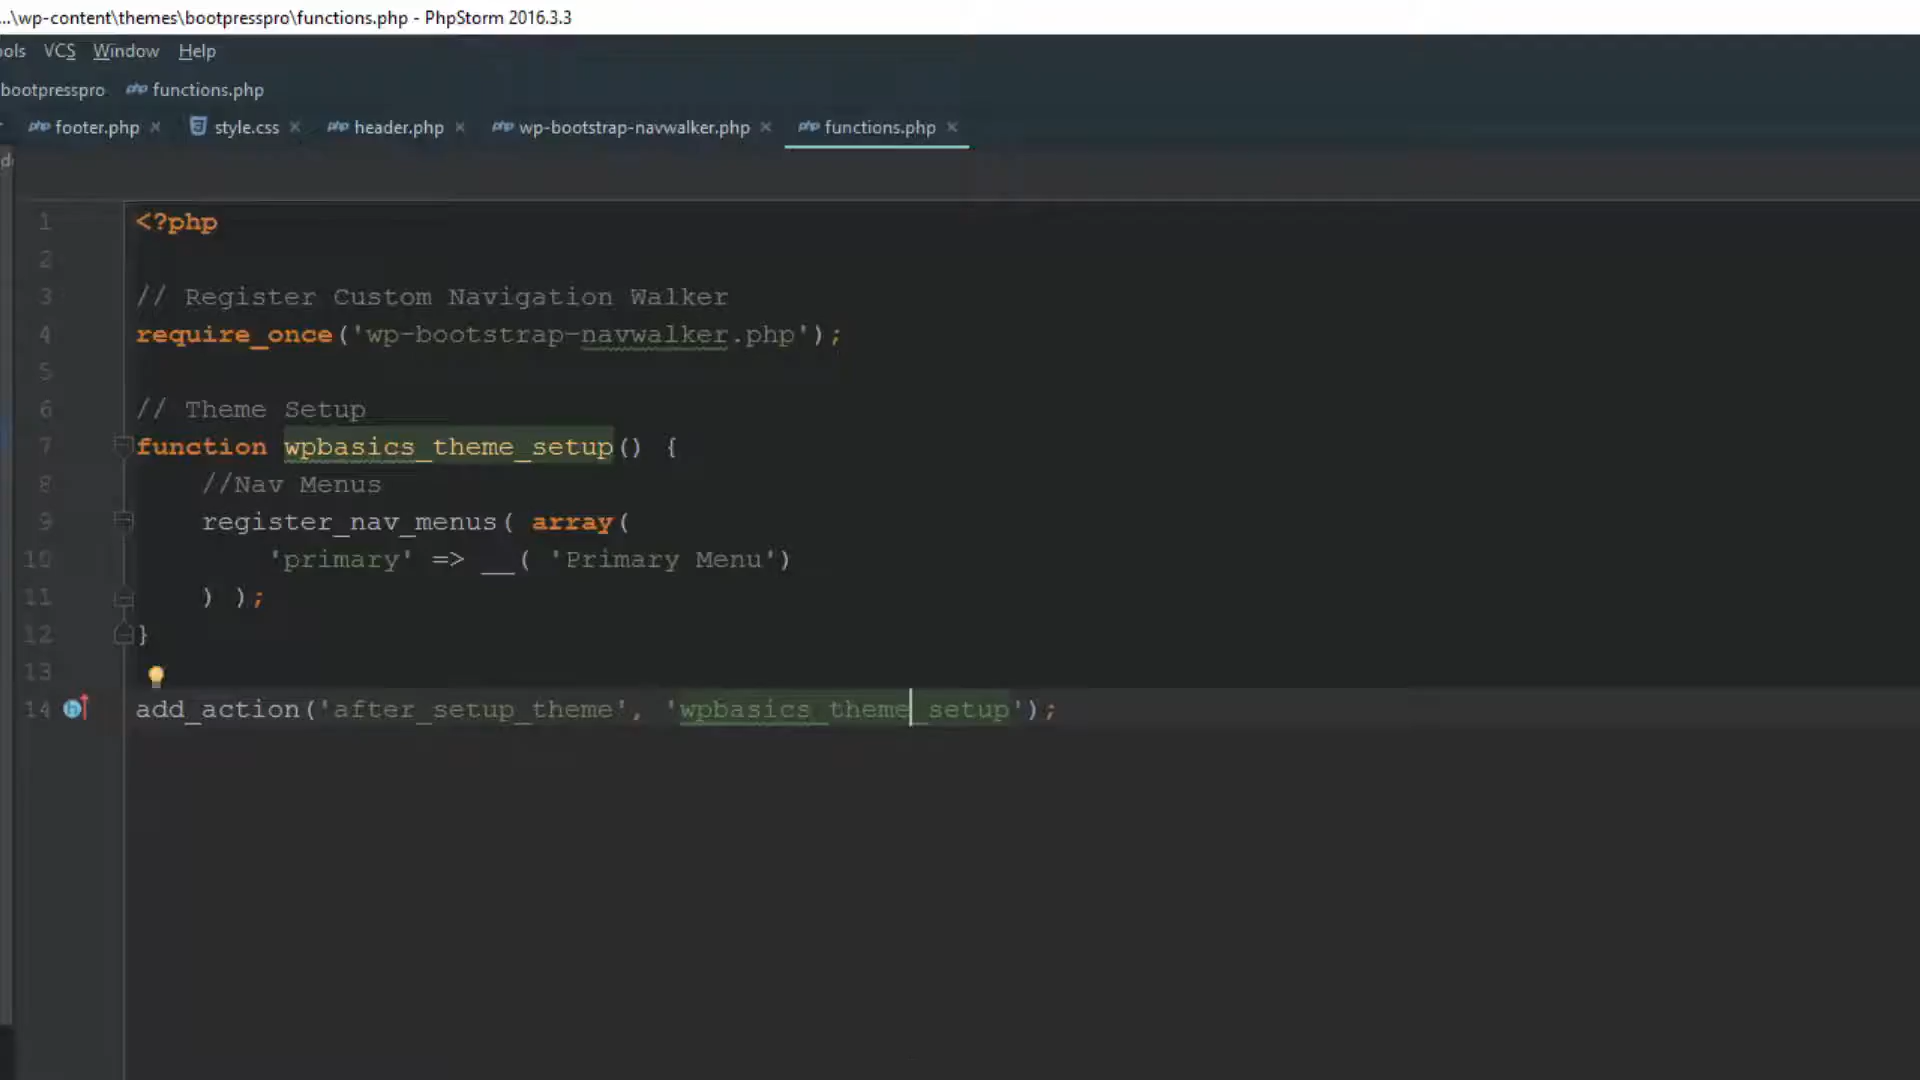 ...\wp-content\themes\bootpresspro\functions.php - PhpStorm 2016.3.3
ools VCS Window Help
bootpresspro functions.php
footer.php style.css header.php wp-bootstrap-navwalker.php functions.php
1 <?php
2
3 // Register Custom Navigation Walker
4 require_once('wp-bootstrap-navwalker.php');
5
6 // Theme Setup
7 function wpbasics_theme_setup() {
8 //Nav Menus
9 register_nav_menus( array(
10 'primary' => __( 'Primary Menu')
11 ) );
12 }
13
14 add_action('after_setup_theme', 'wpbasics_theme_setup');